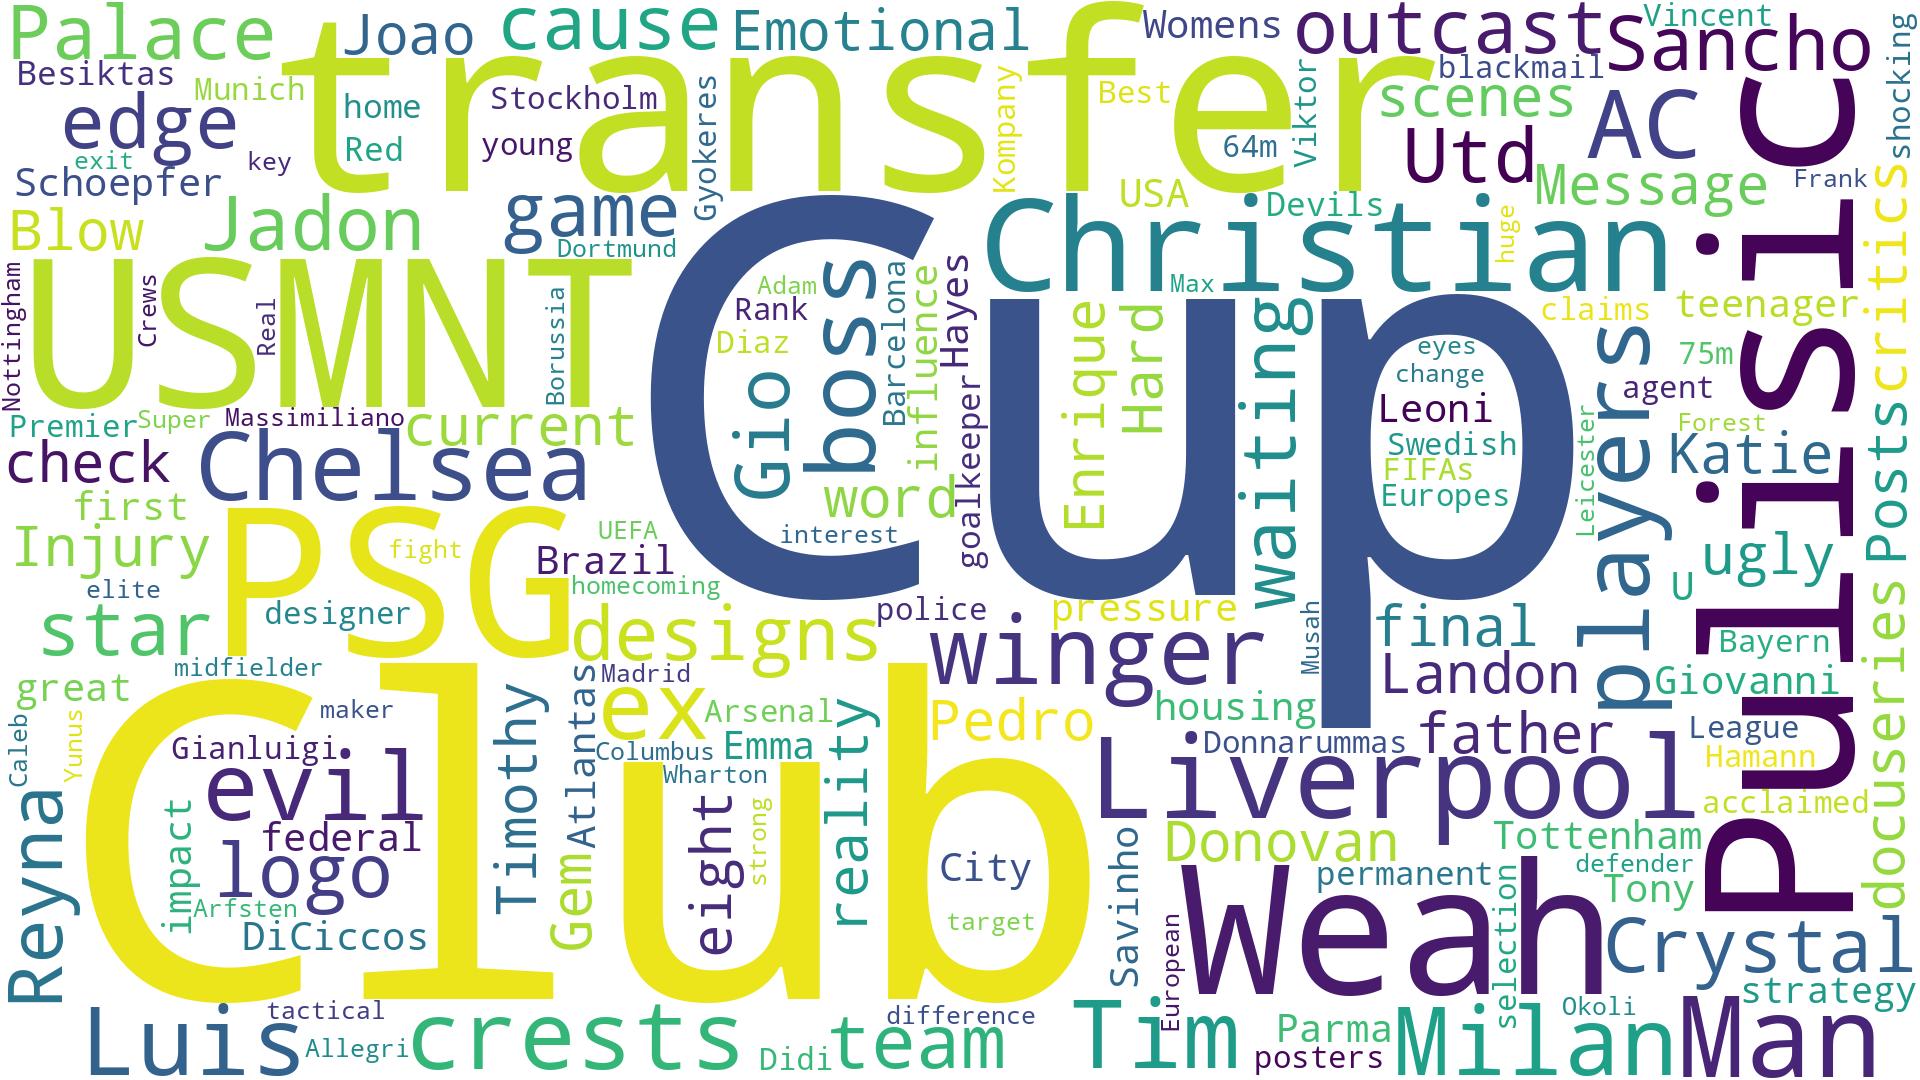 Palace
transfer
Joao
cause
Emotional
Womens
outcast
Vincent
Sancho
shocking
Besiktas
Munich
home
Stockholm
Gyokeres
Kompany
Best
Viktor
blackmail
scenes
AC
Pulisic
edge
Red
young
64m
Utd
exit
key
Schoepfer
Message
Frank
critics
Blow
Jadon
game
Dortmund
USA
Devils
Christian
huge
Max
USMNT
Cup
Nottingham
Crews
Real
Borussia
Adam
Rank
Diaz
boss
Barcelona
influence
Hayes
Enrique
Hard
waiting
claims
teenager
eyes
change
players
75m
agent
Leoni
Forest
Premier
Super
Massimiliano
current
Gio
goalkeeper
Swedish
FIFAs
Europes
Leicester
Katie
Posts
check
Chelsea
word
first
interest
Injury
PSG
fight
UEFA
Brazil
ugly
elite
homecoming
U
designer
star
designs
police
pressure
winger
Musah
final
Bayern
docuseries
midfielder
Madrid
Landon
Giovanni
great
maker
Timothy
Atlantas
ex
Arsenal
reality
Pedro
housing
father
League
Caleb
Yunus
Club
Gianluigi
evil
Columbus
Emma
Donnarummas
Hamann
Wharton
Liverpool
acclaimed
Reyna
impact
federal
logo
eight
strong
Savinho
Donovan
Tottenham
City
defender
permanent
Tony
Arfsten
Gem
target
European
Weah
selection
DiCiccos
Crystal
strategy
Luis
tactical
Allegri
crests
Didi
team
difference
Tim
Parma
posters
Milan
Okoli
Man